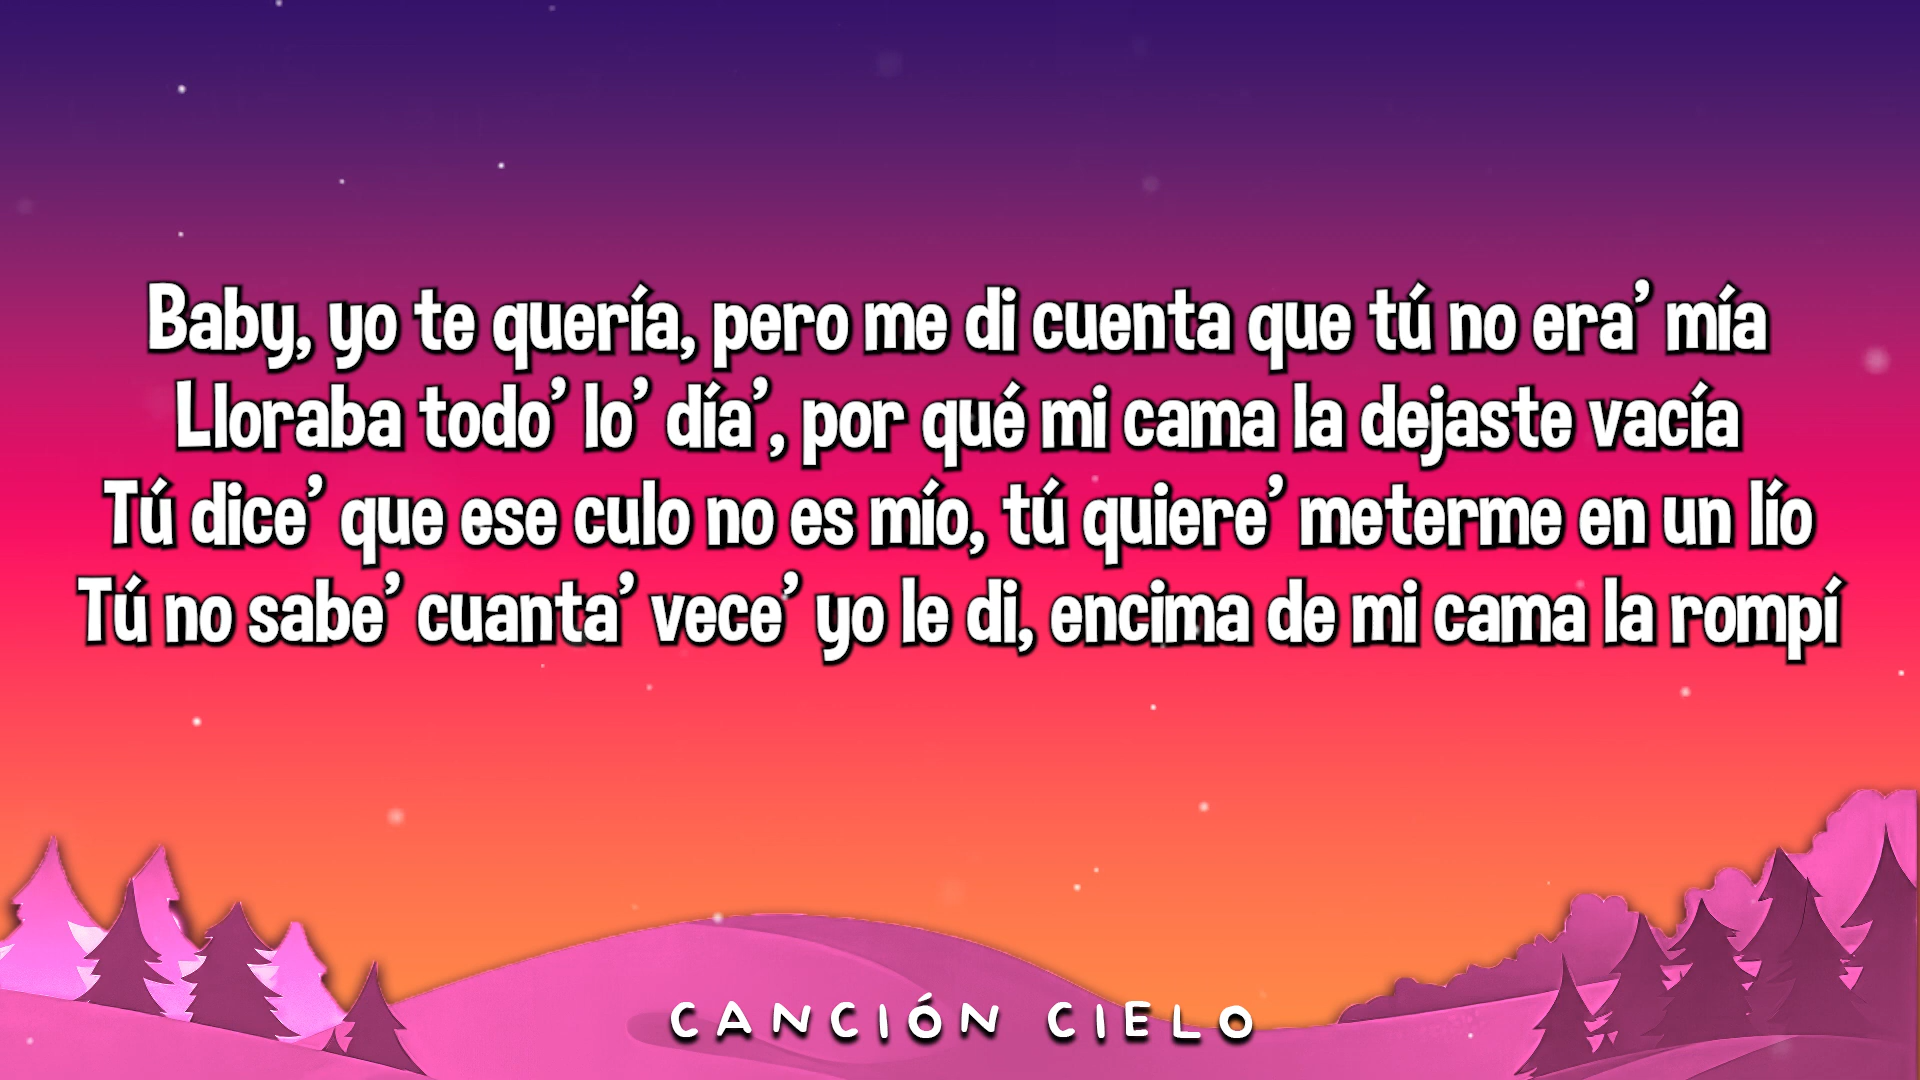 Baby, yo te quería, pero me di cuenta que tú no era’ mía
Lloraba todo’ lo’ día’, por qué mi cama la dejaste vacía
Tú dice’ que ese culo no es mío, tú quiere’ meterme en un lío
Tú no sabe’ cuanta’ vece’ yo le di, encima de mi cama la rompí
CANCIÓN CIELO